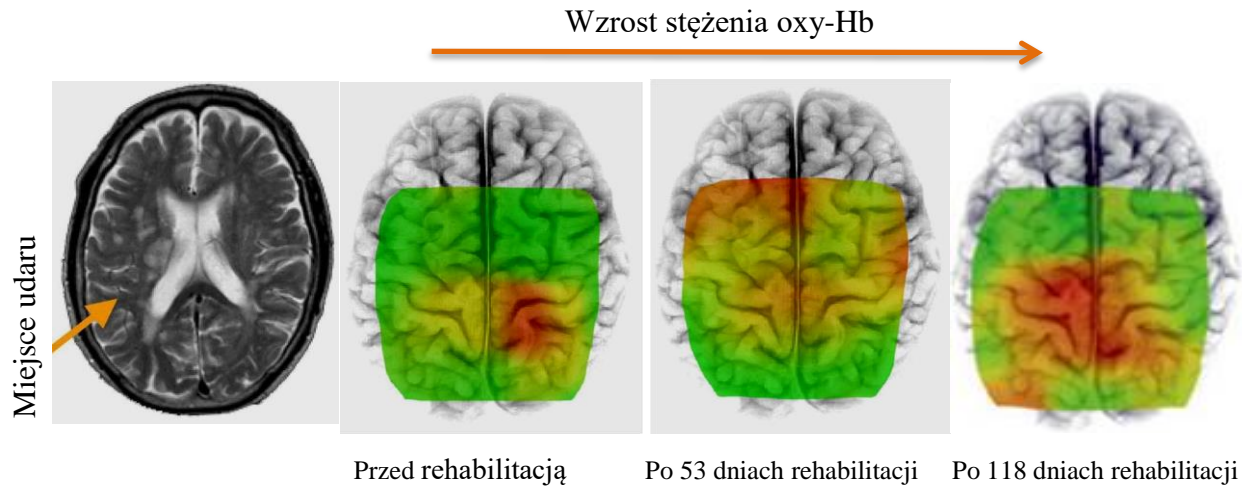 Wzrost stężenia oxy-Hb
Miejsce udaru
Przed rehabilitacją
Po 53 dniach rehabilitacji
Po 118 dniach rehabilitacji